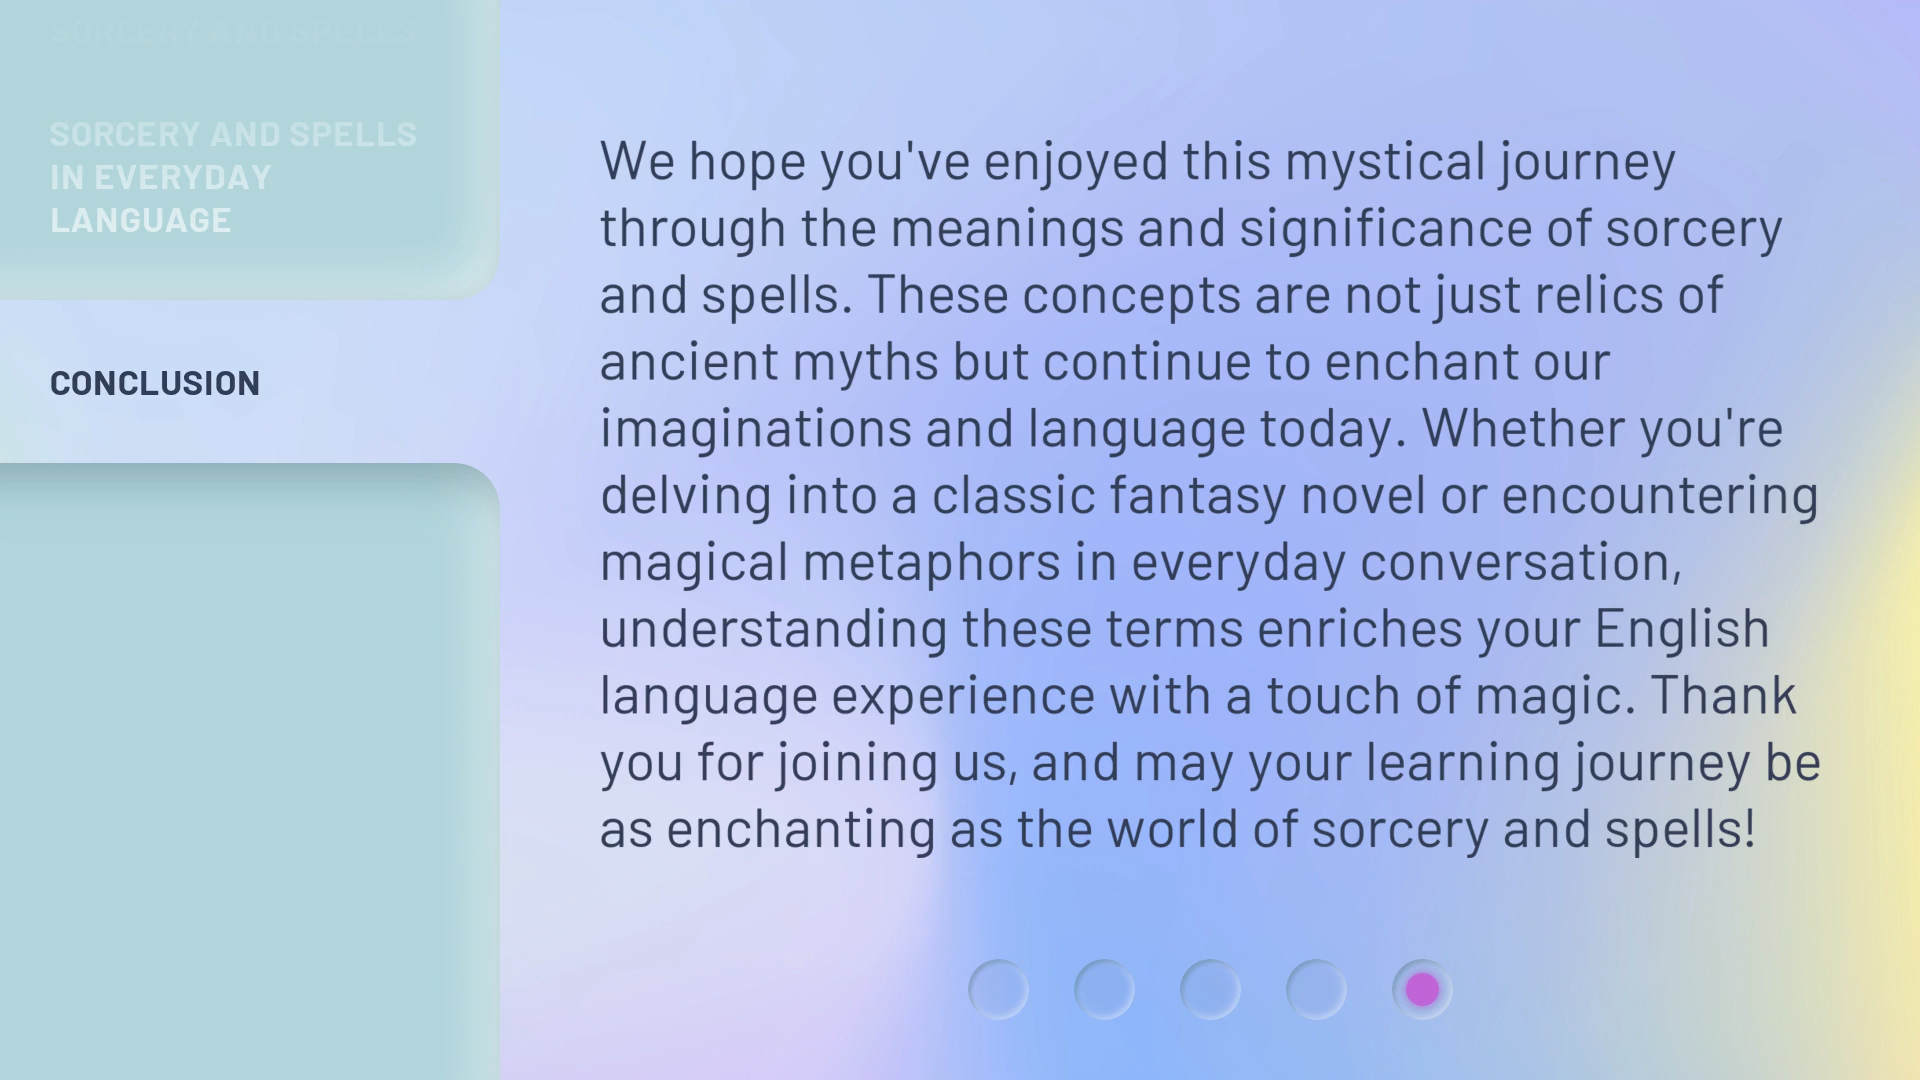 SORCERY AND SPELLS
SORCERY AND SPELLS
IN EVERYDAY
LANGUAGE
CONCLUSION
We hope you've enjoyed this mystical journey
through the meanings and significance of sorcery
and spells. These concepts are not just relics of
ancient myths but continue to enchant our
imaginations and language today. Whether you're
delving into a classic fantasy novel or encountering
magical metaphors in everyday conversation,
understanding these terms enriches your English
language experience with a touch of magic. Thank
you for joining us, and may your learning journey be
as enchanting as the world of sorcery and spells!